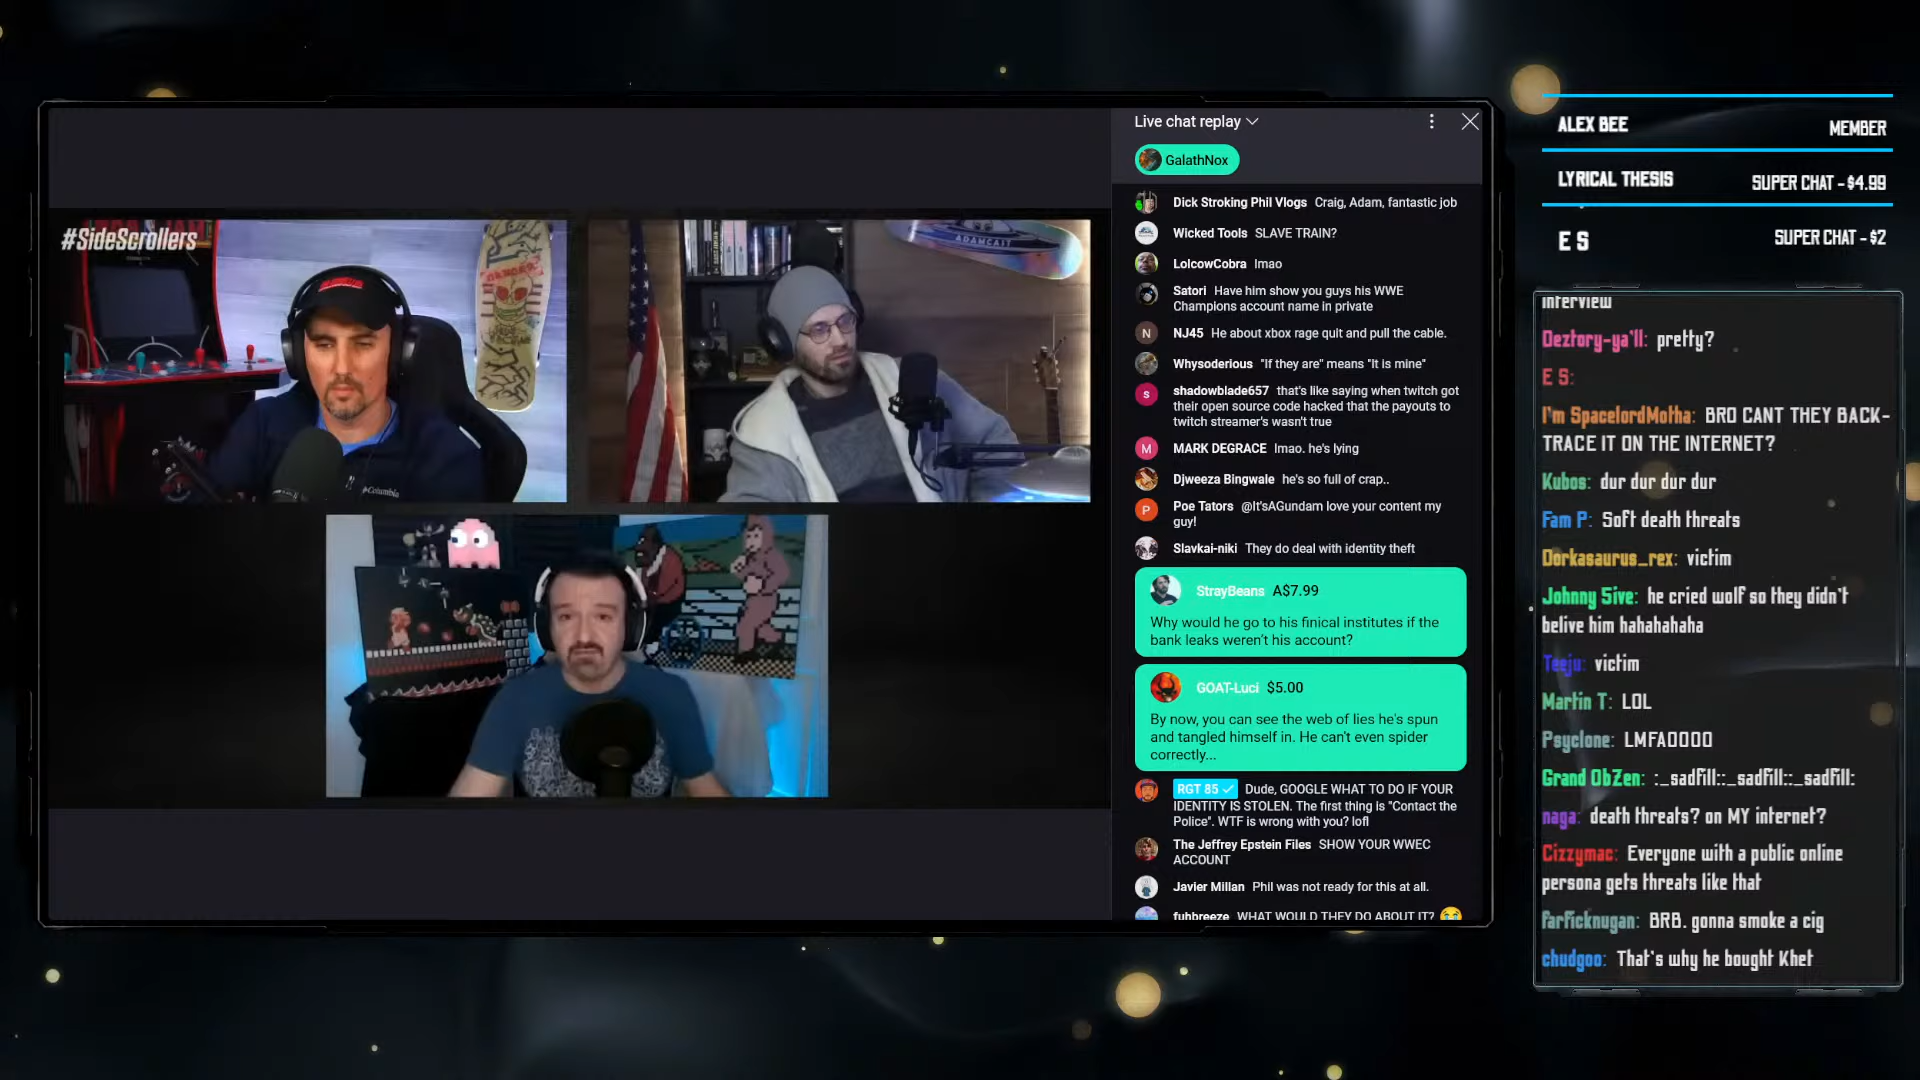 #SideScrollers
ADAMCAIT
Columbia
Live chat replay
GalathNox
Dick Stroking Phil Vlogs Craig, Adam, fantastic job
Wicked Tools SLAVE TRAIN?
LolcowCobra lmao
Satori Have him show you guys his WWE
Champions account name in private
NJ45 He about xbox rage quit and pull the cable.
Whysoderious "If they are" means "It is mine"
shadowblade657 that's like saying when twitch got
their open source code hacked that the payouts to
twitch streamer's wasn't true
MARK DEGRACE lmao. he's lying
Djweeza Bingwale he's so full of crap..
Poe Tators @It'sAGundam love your content my
guy!
Slavkai-niki They do deal with identity theft
StrayBeans A$7.99
Why would he go to his finical institutes if the
bank leaks weren't his account?
GOAT-Luci $5.00
By now, you can see the web of lies he's spun
and tangled himself in. He can't even spider
correctly...
RGT 85 Dude, GOOGLE WHAT TO DO IF YOUR
IDENTITY IS STOLEN. The first thing is "Contact the
Police". WTF is wrong with you? lofl
The Jeffrey Epstein Files SHOW YOUR WWEC
ACCOUNT
Javier Millan Phil was not ready for this at all.
fuhbreeze WHAT WOULD THEY DO ABOUT IT? 😭
ALEX BEE MEMBER
LYRICAL THESIS SUPER CHAT - $4.99
E S SUPER CHAT - $2
interview
Deztory-ya'll: pretty?
E S:
I'm SpacelordMotha: BRO CANT THEY BACK-
TRACE IT ON THE INTERNET?
Kubos: dur dur dur dur
Fam P: Soft death threats
Dorkasaurus_rex: victim
Johnny 5ive: he cried wolf so they didn't
belive him hahahahaha
Teeju: victim
Martin T: LOL
Psyclone: LMFAOOOO
Grand ObZen: :_sadfill::_sadfill::_sadfill:
naga: death threats? on MY internet?
Cizzymac: Everyone with a public online
persona gets threats like that
farficknugan: BRB. gonna smoke a cig
chudgoo: That's why he bought Khet